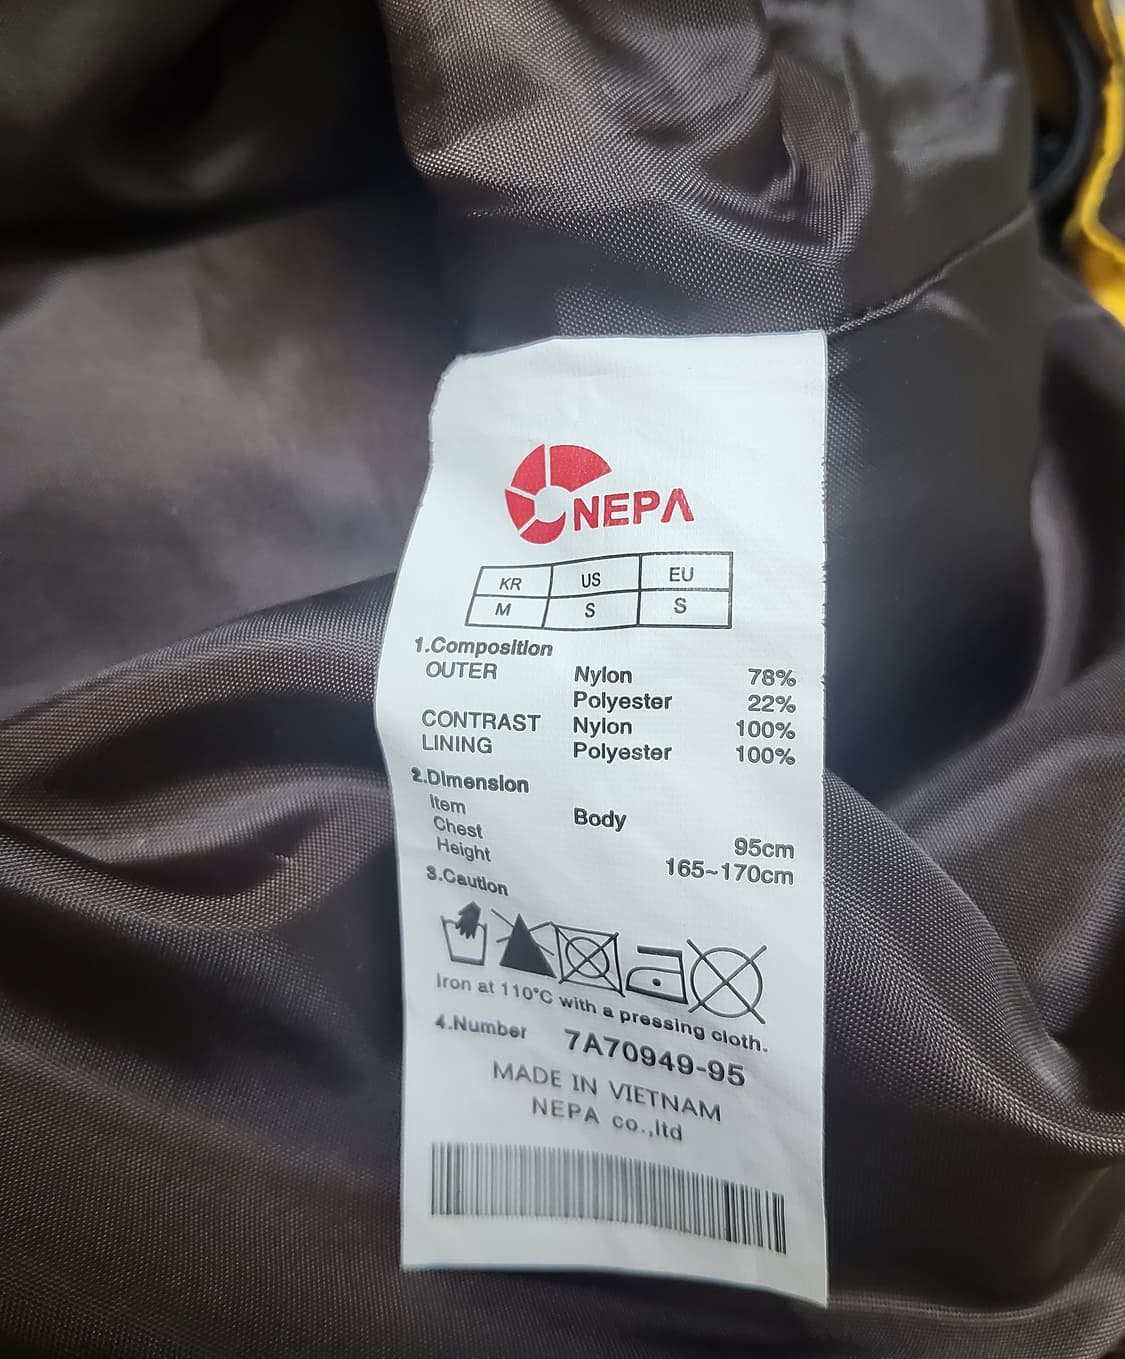 NEPA
KR US EU
M S S
1.Composition
OUTER Nylon 78%
Polyester 22%
CONTRAST Nylon 100%
LINING Polyester 100%
2.Dimension
Item Body
Chest 95cm
Height 165~170cm
3.Caution
Iron at 110°C with a pressing cloth.
4.Number 7A70949-95
MADE IN VIETNAM
NEPA co.,ltd